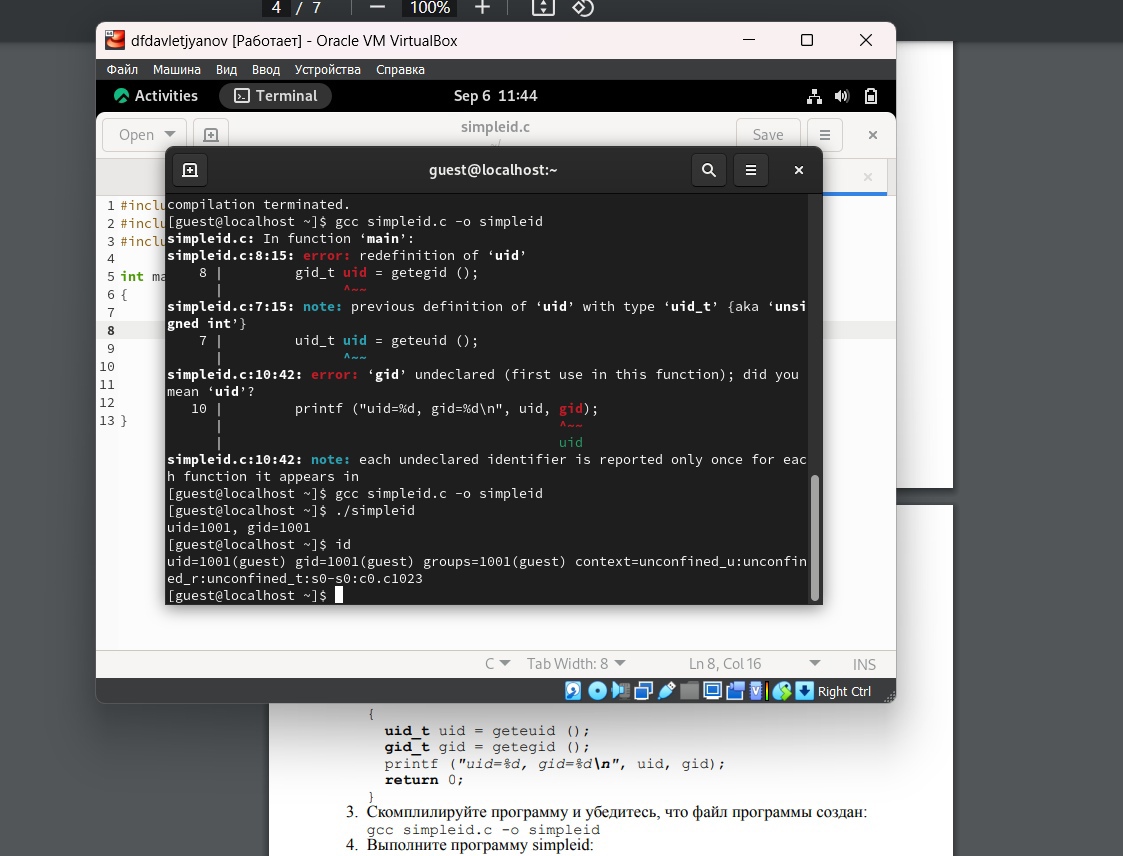 4 / 7 — 100% +
dfdavletjyanov [Работает] - Oracle VM VirtualBox
Файл Машина Вид Ввод Устройства Справка
Activities Terminal Sep 6 11:44
Open simpleid.c Save
~/
guest@localhost:~
1 #inclu
2 #inclu
3 #inclu
4
5 int ma
6 {
7
8
9
10
11
12
13 }
compilation terminated.
[guest@localhost ~]$ gcc simpleid.c -o simpleid
simpleid.c: In function ‘main’:
simpleid.c:8:15: error: redefinition of ‘uid’
8 | gid_t uid = getegid ();
| ^~~
simpleid.c:7:15: note: previous definition of ‘uid’ with type ‘uid_t’ {aka ‘unsi
gned int’}
7 | uid_t uid = geteuid ();
| ^~~
simpleid.c:10:42: error: ‘gid’ undeclared (first use in this function); did you
mean ‘uid’?
10 | printf ("uid=%d, gid=%d\n", uid, gid);
| ^~~
| uid
simpleid.c:10:42: note: each undeclared identifier is reported only once for eac
h function it appears in
[guest@localhost ~]$ gcc simpleid.c -o simpleid
[guest@localhost ~]$ ./simpleid
uid=1001, gid=1001
[guest@localhost ~]$ id
uid=1001(guest) gid=1001(guest) groups=1001(guest) context=unconfined_u:unconfin
ed_r:unconfined_t:s0-s0:c0.c1023
[guest@localhost ~]$
C Tab Width: 8 Ln 8, Col 16 INS
Right Ctrl
{
uid_t uid = geteuid ();
gid_t gid = getegid ();
printf ("uid=%d, gid=%d\n", uid, gid);
return 0;
}
3. Скомплилируйте программу и убедитесь, что файл программы создан:
gcc simpleid.c -o simpleid
4. Выполните программу simpleid: